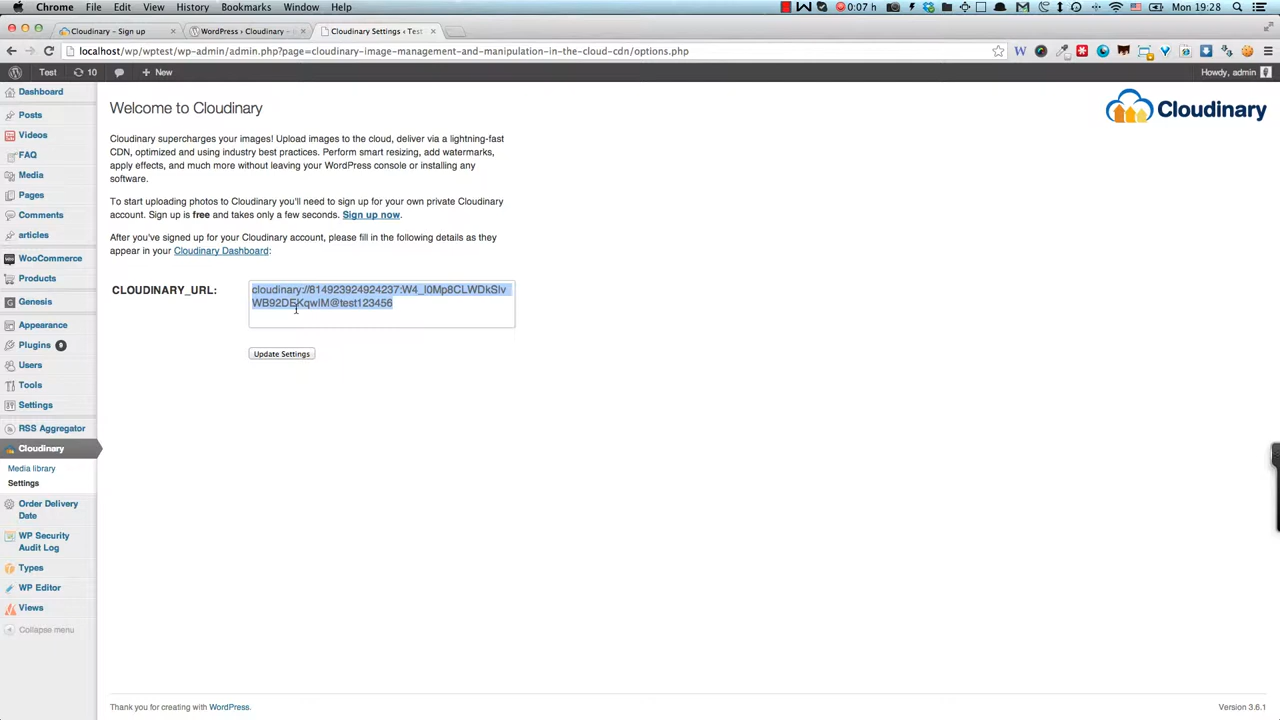 Chrome File Edit View History Bookmarks Window Help 0:07 h Mon 19:28
Cloudinary - Sign up WordPress › Cloudinary - Cloudinary Settings ‹ Test
localhost/wp/wptest/wp-admin/admin.php?page=cloudinary-image-management-and-manipulation-in-the-cloud-cdn/options.php
Test 10 New Howdy, admin
Dashboard
Posts
Videos
FAQ
Media
Pages
Comments
articles
WooCommerce
Products
Genesis
Appearance
Plugins
Users
Tools
Settings
RSS Aggregator
Cloudinary
Media library
Settings
Order Delivery
Date
WP Security
Audit Log
Types
WP Editor
Views
Collapse menu
Welcome to Cloudinary
Cloudinary
Cloudinary supercharges your images! Upload images to the cloud, deliver via a lightning-fast
CDN, optimized and using industry best practices. Perform smart resizing, add watermarks,
apply effects, and much more without leaving your WordPress console or installing any
software.
To start uploading photos to Cloudinary you'll need to sign up for your own private Cloudinary
account. Sign up is free and takes only a few seconds. Sign up now.
After you've signed up for your Cloudinary account, please fill in the following details as they
appear in your Cloudinary Dashboard:
CLOUDINARY_URL:
cloudinary://814923924924237:W4_I0Mp8CLWDkSlv
WB92DEKqwIM@test123456
Update Settings
Thank you for creating with WordPress.
Version 3.6.1